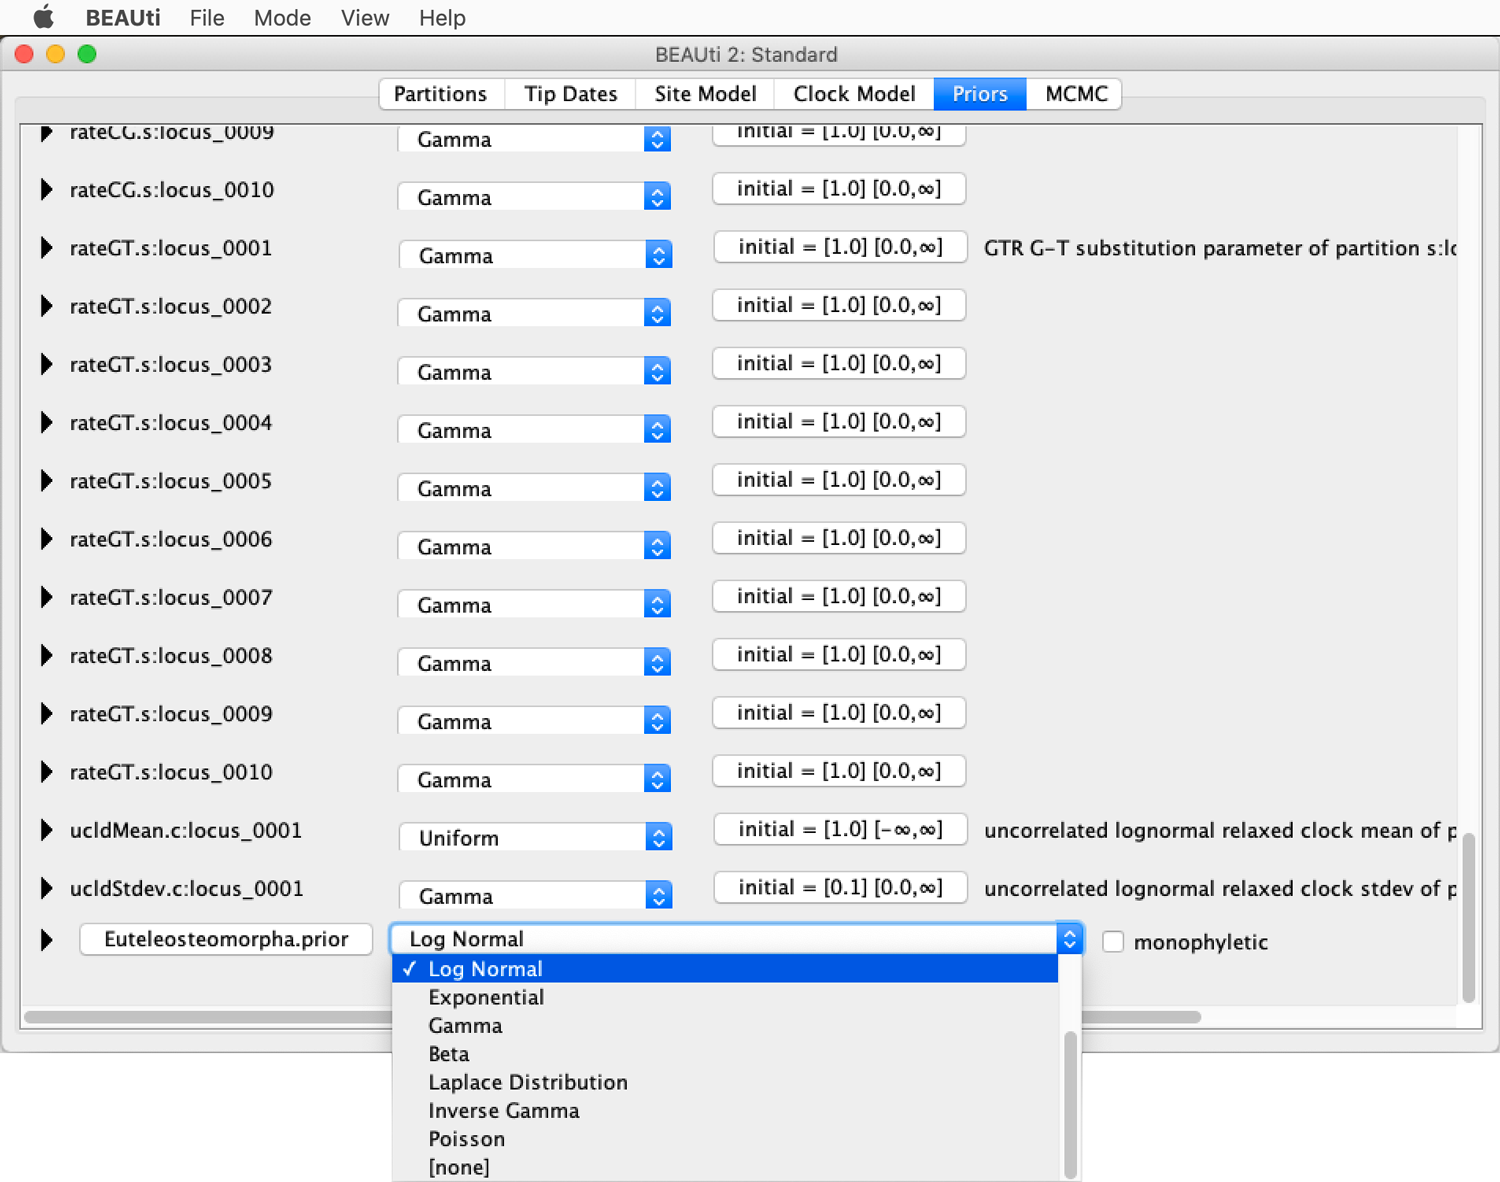 BEAUti File Mode View Help
BEAUti 2: Standard
Partitions Tip Dates Site Model Clock Model Priors MCMC
rateCG.s:locus_0009 Gamma initial = [1.0] [0.0,∞]
rateCG.s:locus_0010 Gamma initial = [1.0] [0.0,∞]
rateGT.s:locus_0001 Gamma initial = [1.0] [0.0,∞] GTR G-T substitution parameter of partition s:lo
rateGT.s:locus_0002 Gamma initial = [1.0] [0.0,∞]
rateGT.s:locus_0003 Gamma initial = [1.0] [0.0,∞]
rateGT.s:locus_0004 Gamma initial = [1.0] [0.0,∞]
rateGT.s:locus_0005 Gamma initial = [1.0] [0.0,∞]
rateGT.s:locus_0006 Gamma initial = [1.0] [0.0,∞]
rateGT.s:locus_0007 Gamma initial = [1.0] [0.0,∞]
rateGT.s:locus_0008 Gamma initial = [1.0] [0.0,∞]
rateGT.s:locus_0009 Gamma initial = [1.0] [0.0,∞]
rateGT.s:locus_0010 Gamma initial = [1.0] [0.0,∞]
ucldMean.c:locus_0001 Uniform initial = [1.0] [-∞,∞] uncorrelated lognormal relaxed clock mean of p
ucldStdev.c:locus_0001 Gamma initial = [0.1] [0.0,∞] uncorrelated lognormal relaxed clock stdev of p
Euteleosteomorpha.prior Log Normal monophyletic
✓ Log Normal
Exponential
Gamma
Beta
Laplace Distribution
Inverse Gamma
Poisson
[none]